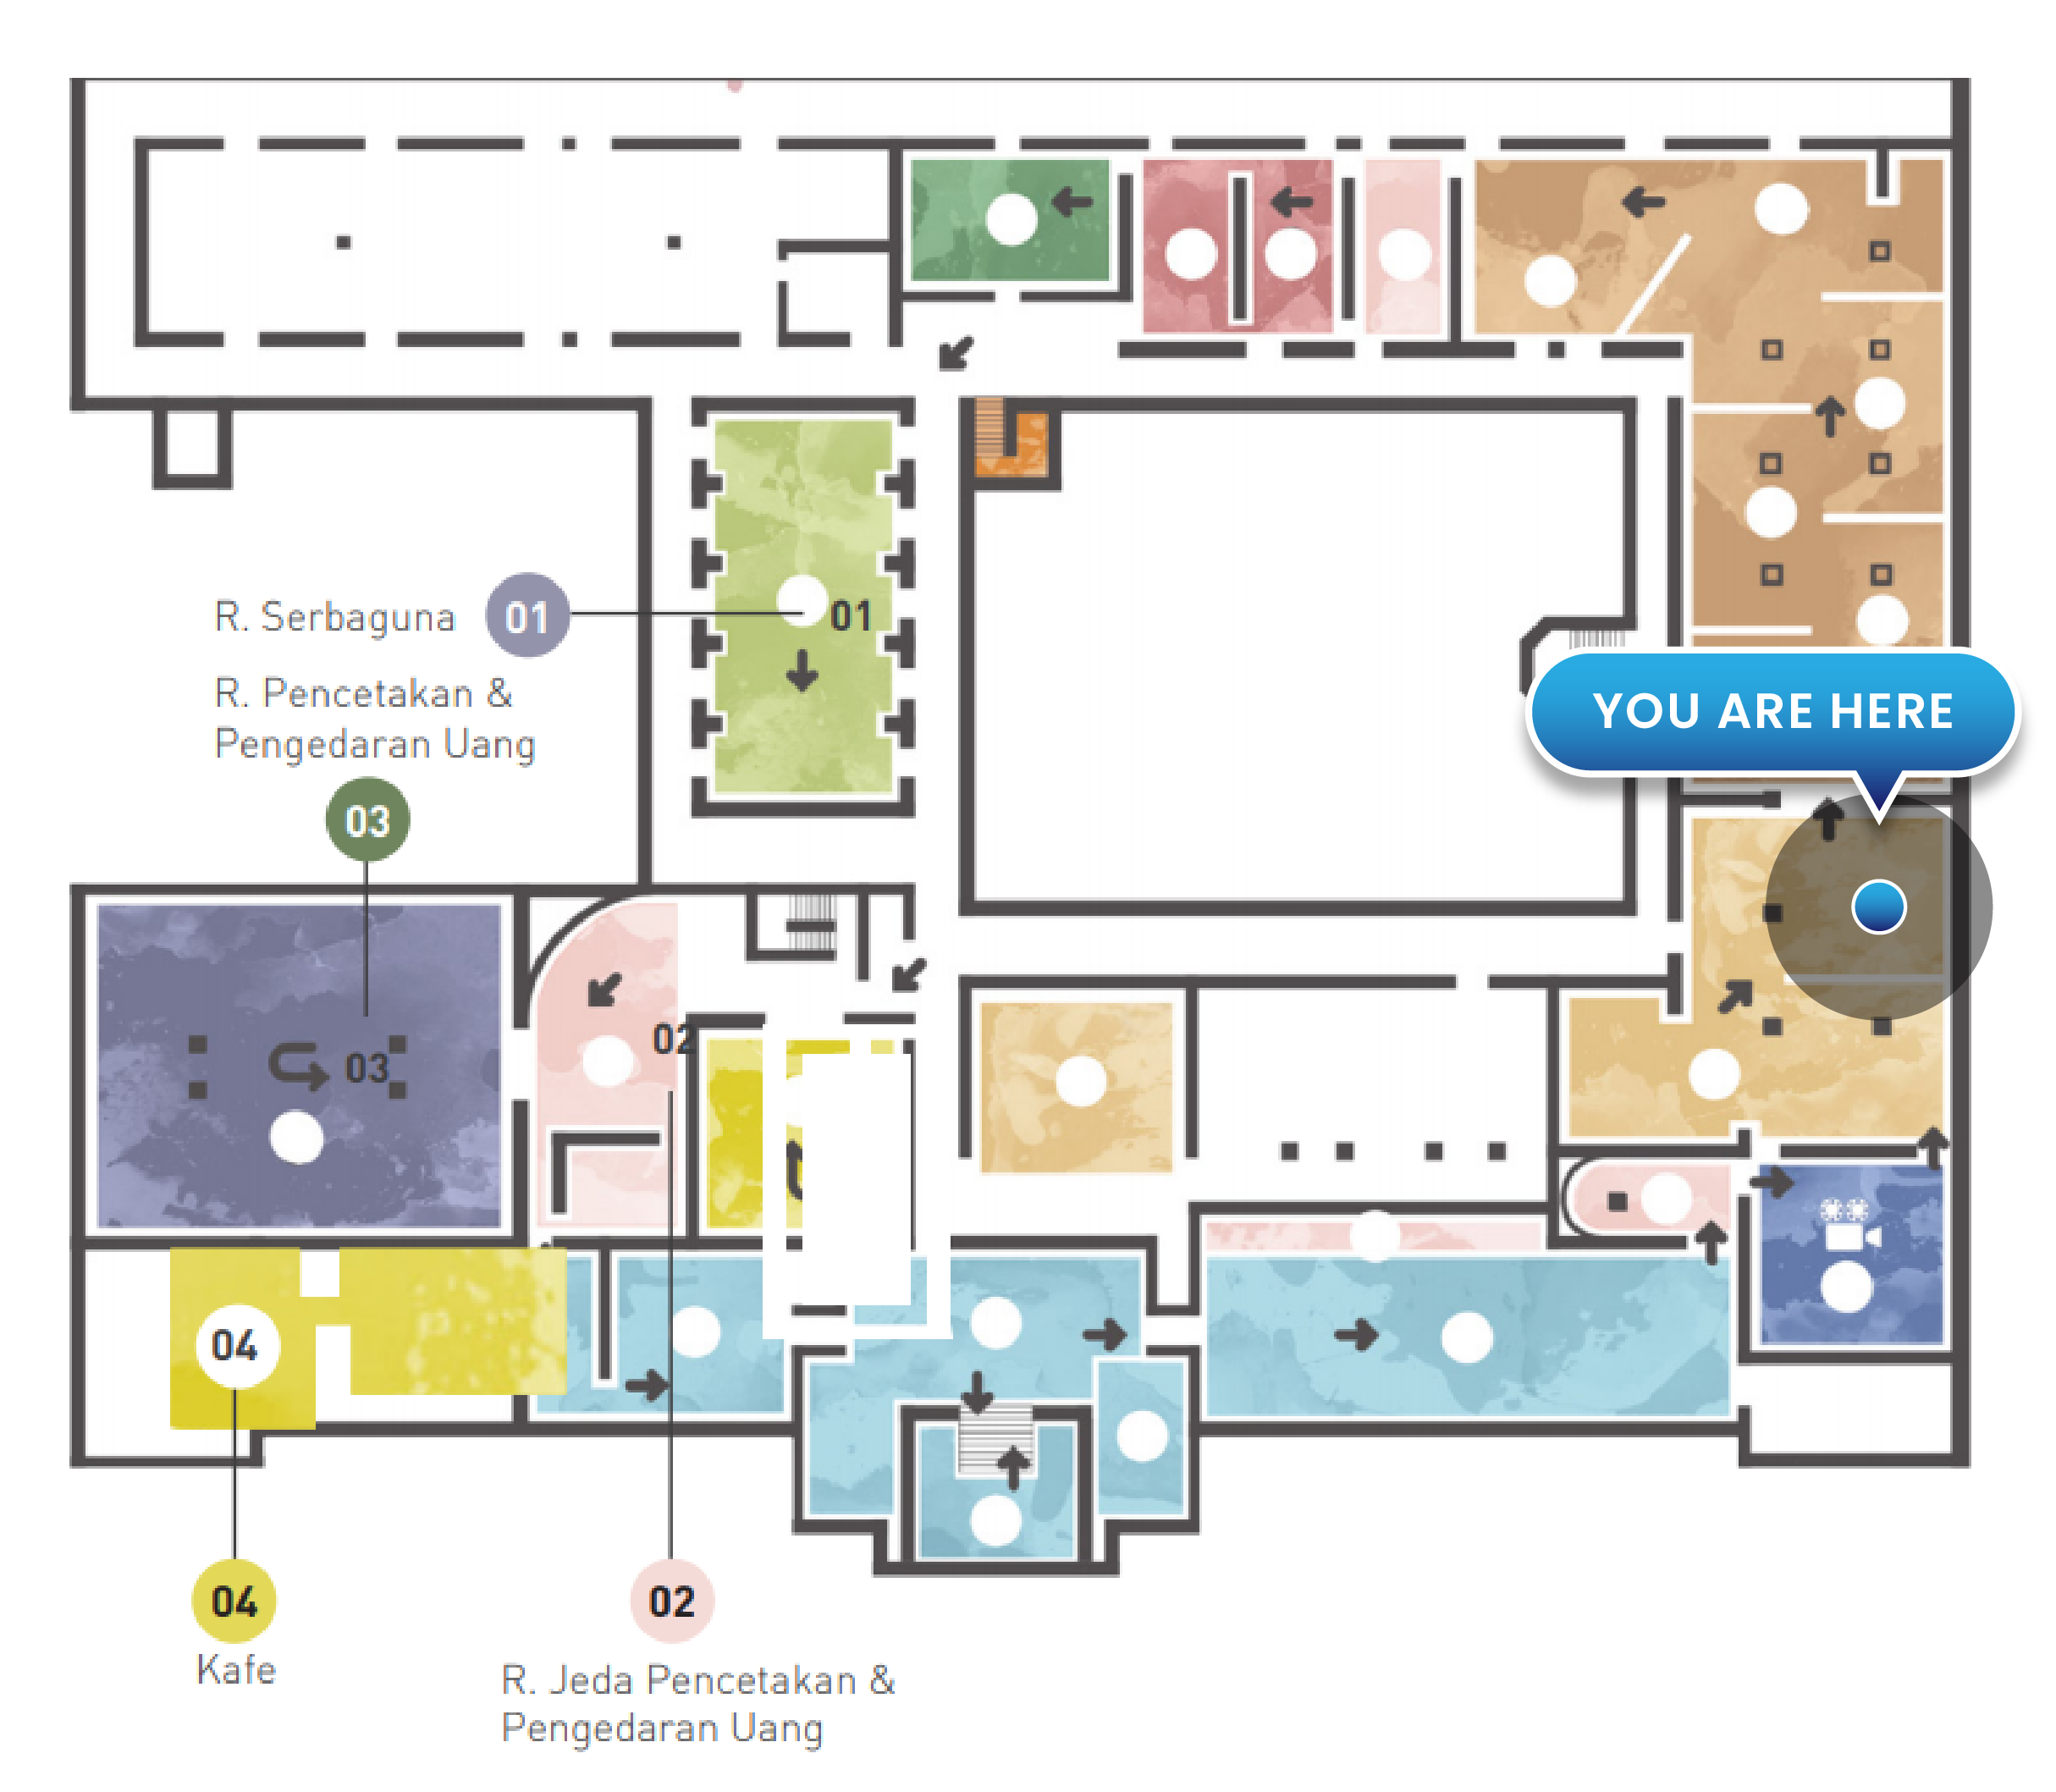 R. Serbaguna 01
01
R. Pencetakan &
Pengedaran Uang
03
YOU ARE HERE
02
03
04
04
Kafe
02
R. Jeda Pencetakan &
Pengedaran Uang